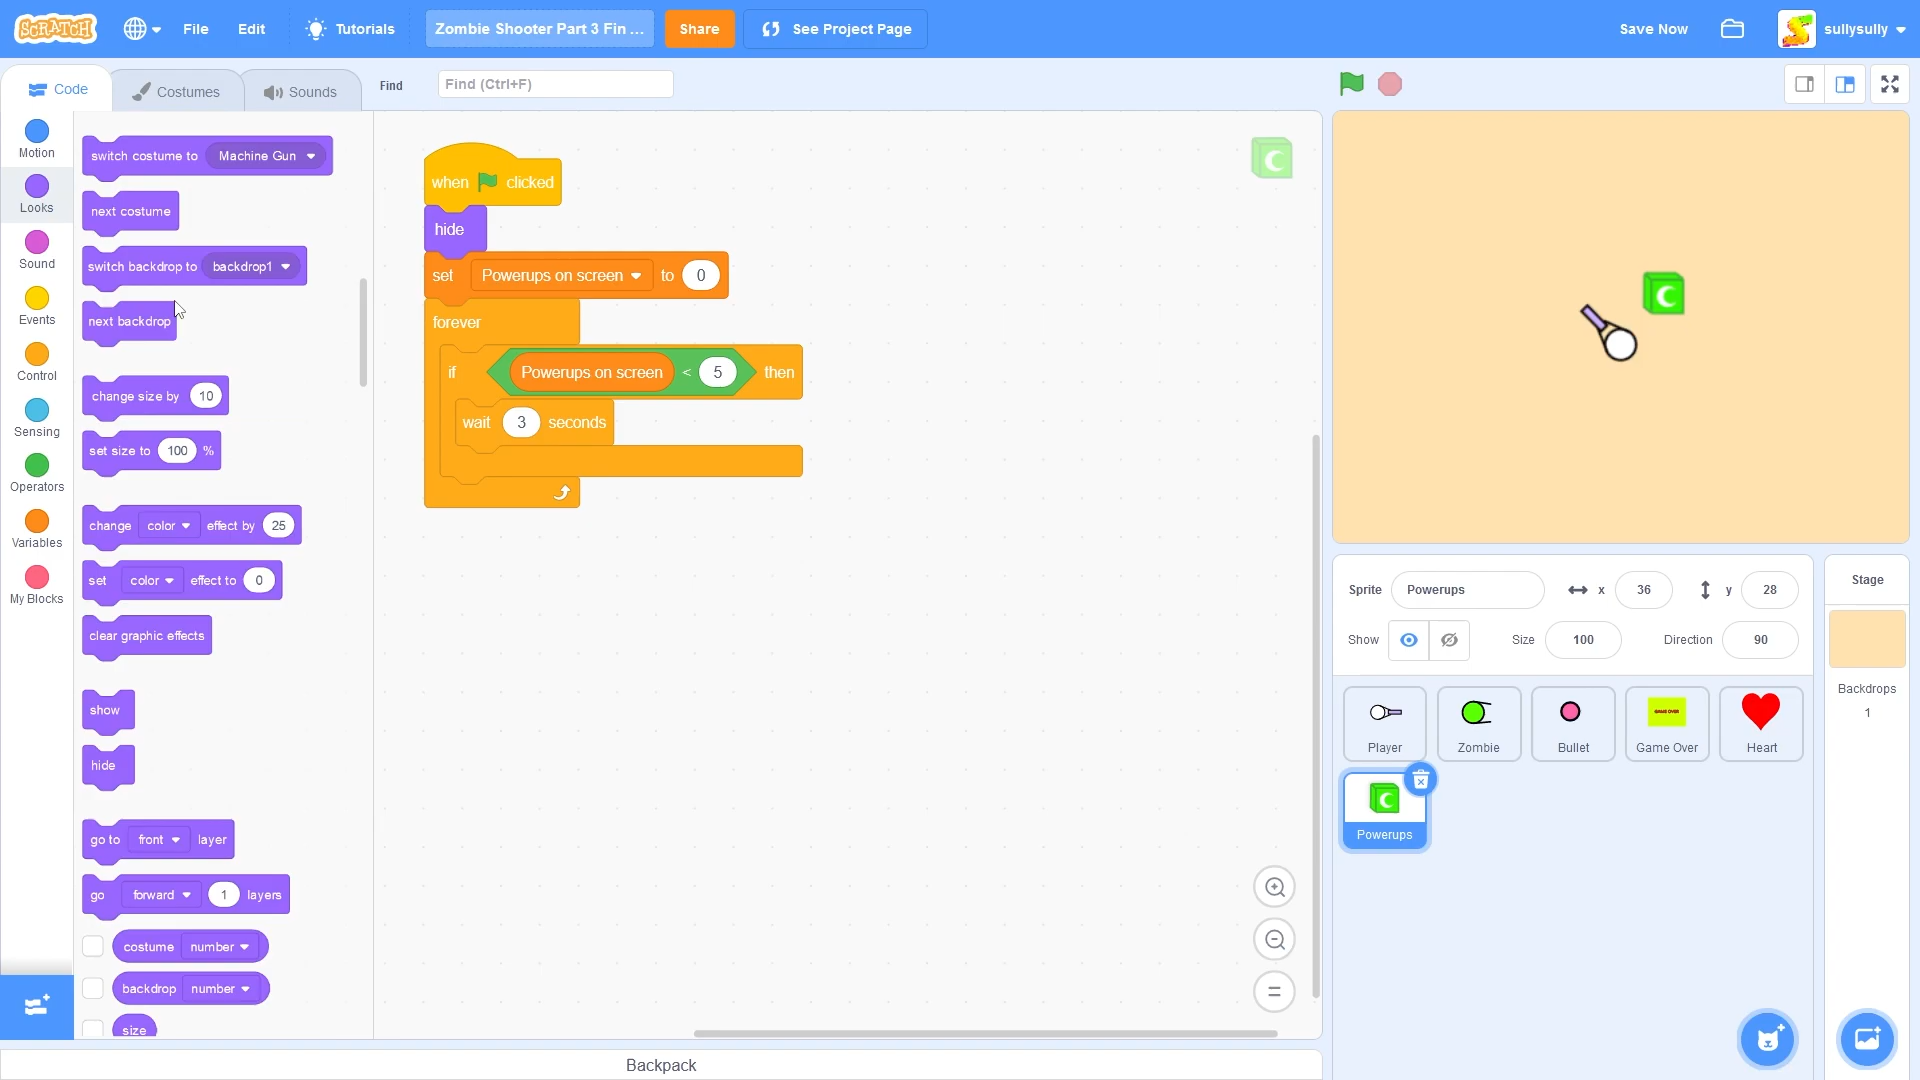 SCRATCH
File
Edit
Tutorials
Zombie Shooter Part 3 Fin ...
Share
See Project Page
Save Now
sullysully
Code
Costumes
Sounds
Find
Find (Ctrl+F)
Motion
Looks
Sound
Events
Control
Sensing
Operators
Variables
My Blocks
switch costume to Machine Gun
next costume
switch backdrop to backdrop1
next backdrop
change size by 10
set size to 100 %
change color effect by 25
set color effect to 0
clear graphic effects
show
hide
go to front layer
go forward 1 layers
costume number
backdrop number
size
when clicked
hide
set Powerups on screen to 0
forever
if Powerups on screen < 5 then
wait 3 seconds
Sprite Powerups x 36 y 28
Show Size 100 Direction 90
Player
Zombie
Bullet
GAME OVER
Game Over
Heart
Powerups
Stage
Backdrops
1
Backpack